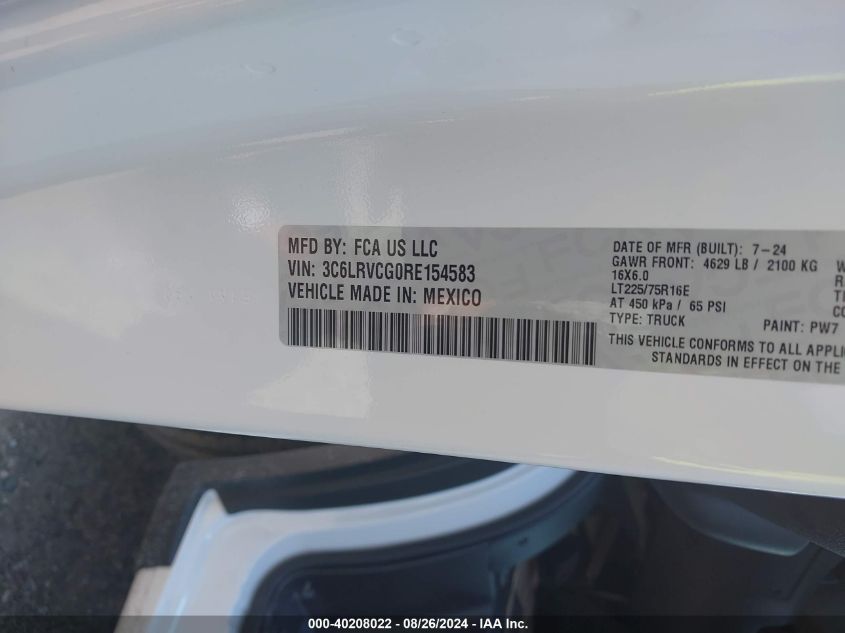 MFD BY: FCA US LLC
VIN: 3C6LRVCG0RE154583
VEHICLE MADE IN: MEXICO
DATE OF MFR (BUILT): 7-24
GAWR FRONT: 4629 LB / 2100 KG
16X6.0
LT225/75R16E
AT 450 kPa / 65 PSI
TYPE: TRUCK
PAINT: PW7
THIS VEHICLE CONFORMS TO ALL APPLI
STANDARDS IN EFFECT ON THE
000-40208022 - 08/26/2024 - IAA Inc.